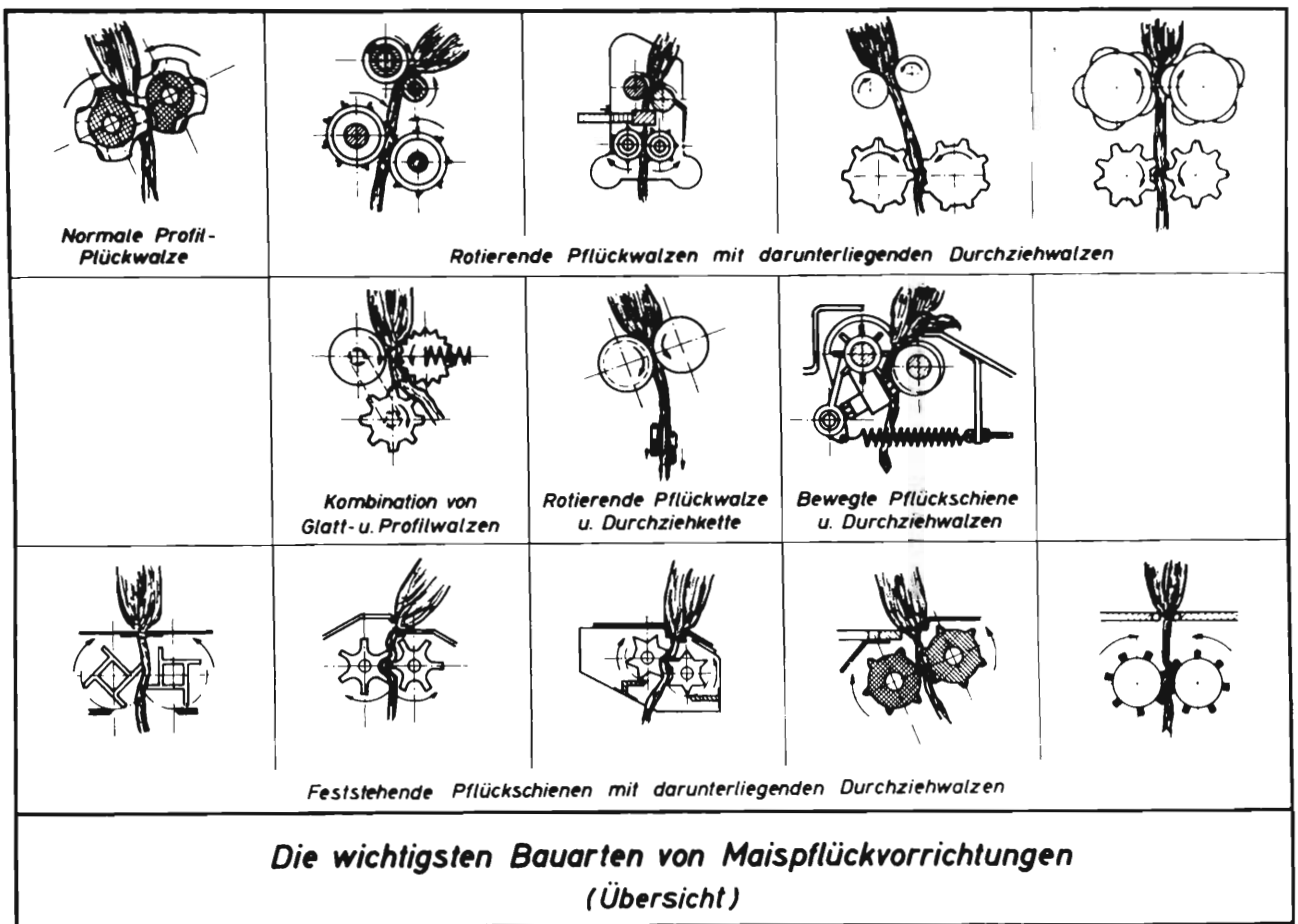 Normale Profil-
Plückwalze
Rotierende Pflückwalzen mit darunterliegenden Durchziehwalzen
Kombination von
Glatt- u. Profilwalzen
Rotierende Pflückwalze
u. Durchziehkette
Bewegte Pflückschiene
u. Durchziehwalzen
Feststehende Pflückschienen mit darunterliegenden Durchziehwalzen
Die wichtigsten Bauarten von Maispflückvorrichtungen
(Übersicht)